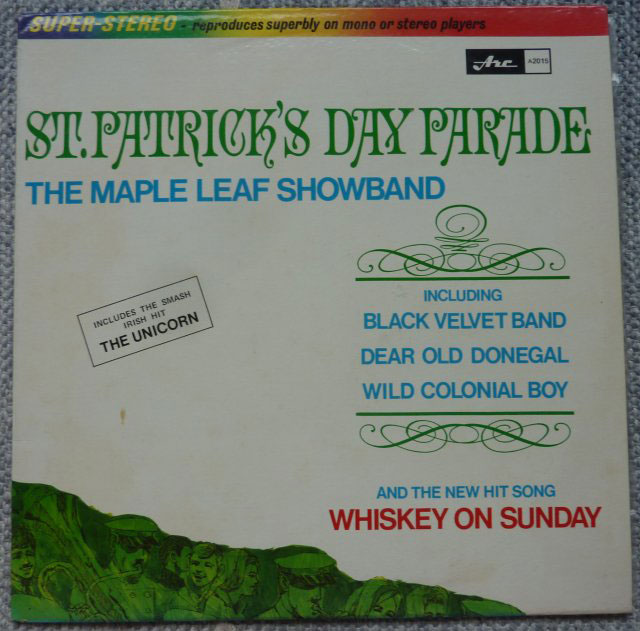 SUPER-STEREO - reproduces superbly on mono or stereo players
Arc A2015
ST. PATRICK'S DAY PARADE
THE MAPLE LEAF SHOWBAND
INCLUDES THE SMASH
IRISH HIT
THE UNICORN
INCLUDING
BLACK VELVET BAND
DEAR OLD DONEGAL
WILD COLONIAL BOY
AND THE NEW HIT SONG
WHISKEY ON SUNDAY